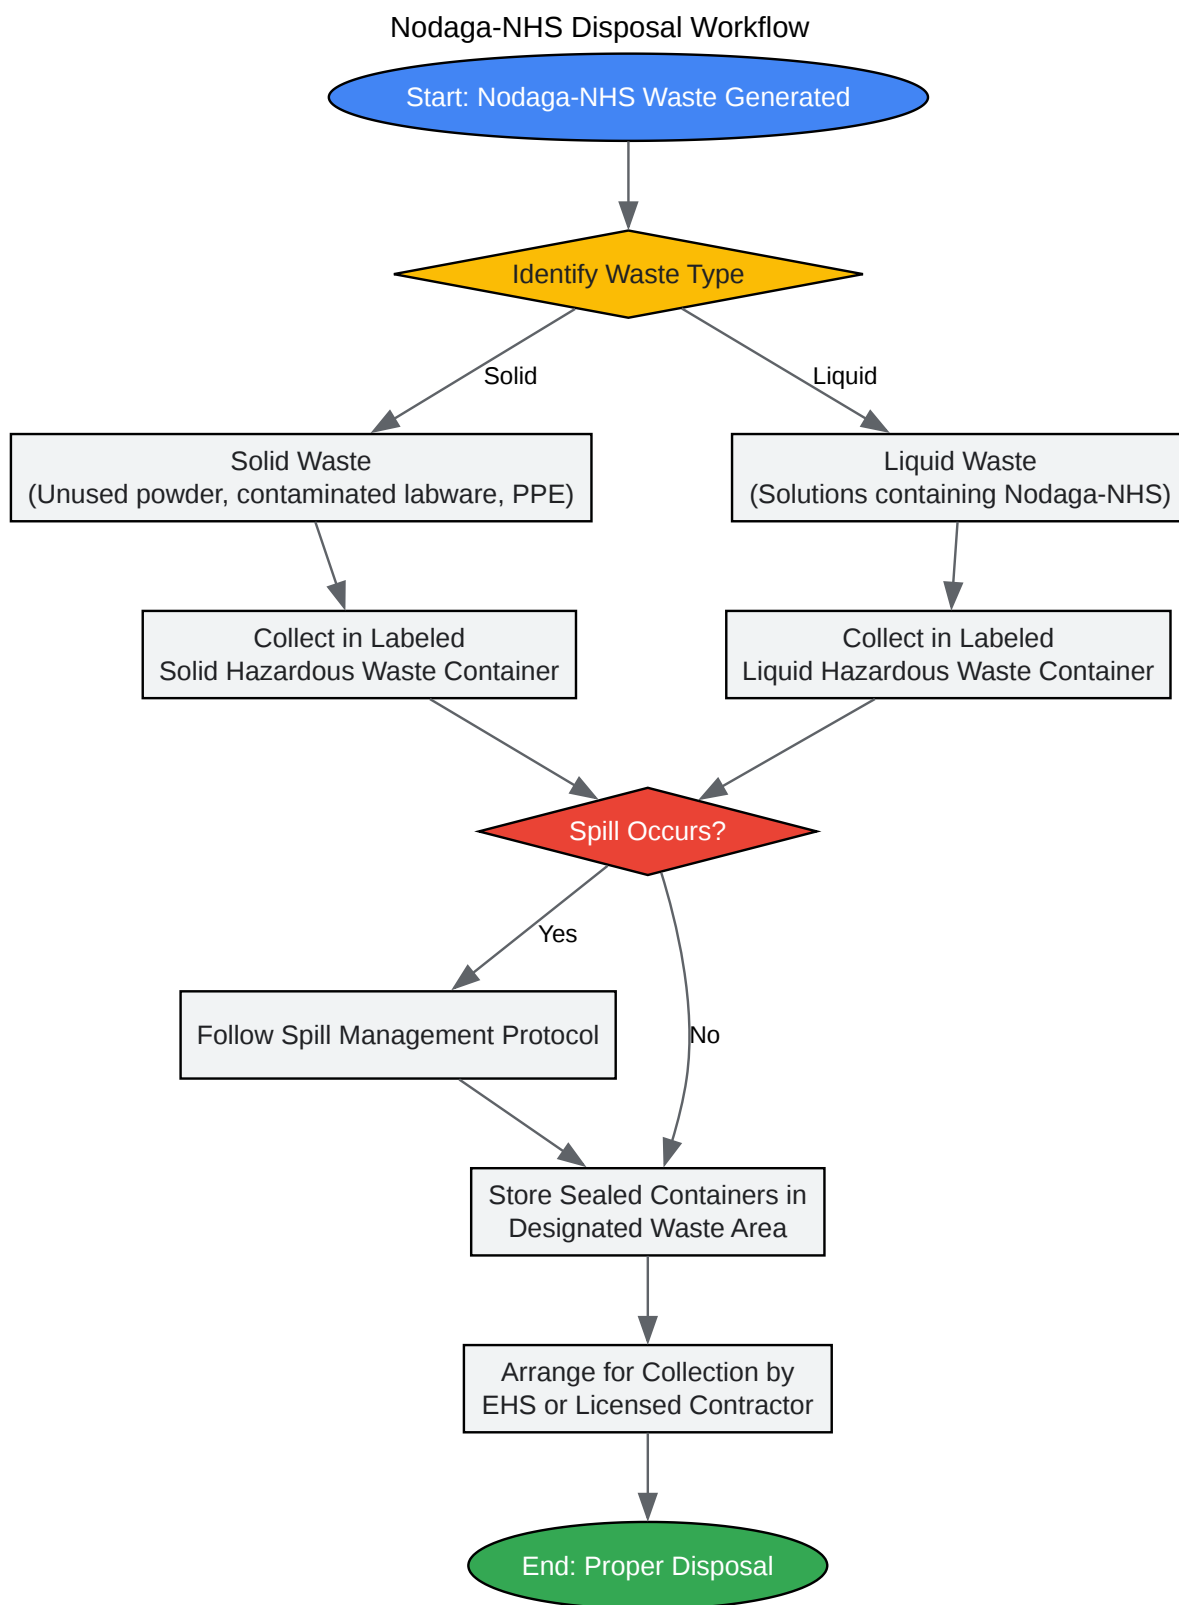 Nodaga-NHS Disposal Workflow
Start: Nodaga-NHS Waste Generated
Identify Waste Type
Solid
Liquid
Solid Waste
(Unused powder, contaminated labware, PPE)
Liquid Waste
(Solutions containing Nodaga-NHS)
Collect in Labeled
Solid Hazardous Waste Container
Collect in Labeled
Liquid Hazardous Waste Container
Spill Occurs?
Yes
Follow Spill Management Protocol
No
Store Sealed Containers in
Designated Waste Area
Arrange for Collection by
EHS or Licensed Contractor
End: Proper Disposal